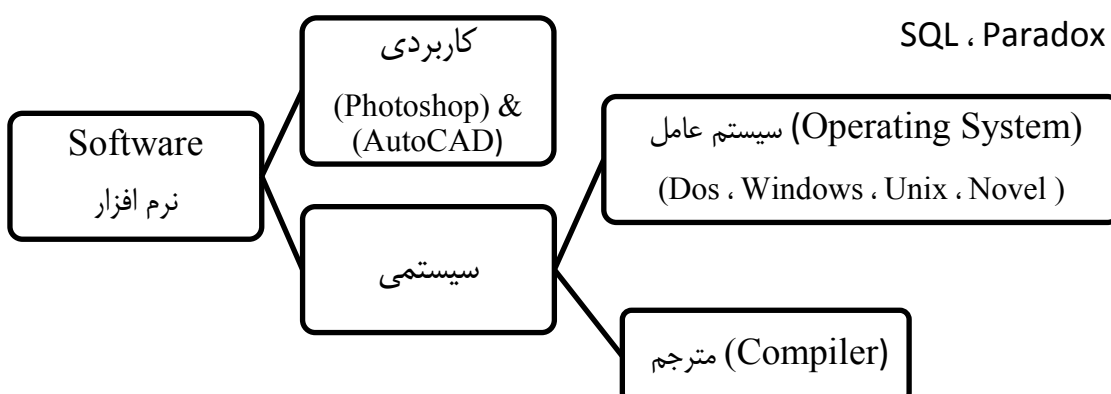 SQL ، Paradox
کاربردی
(Photoshop) &
(AutoCAD)
Software
نرم افزار
سیستم عامل (Operating System)
(Dos ، Windows ، Unix ، Novel )
سیستمی
مترجم (Compiler)